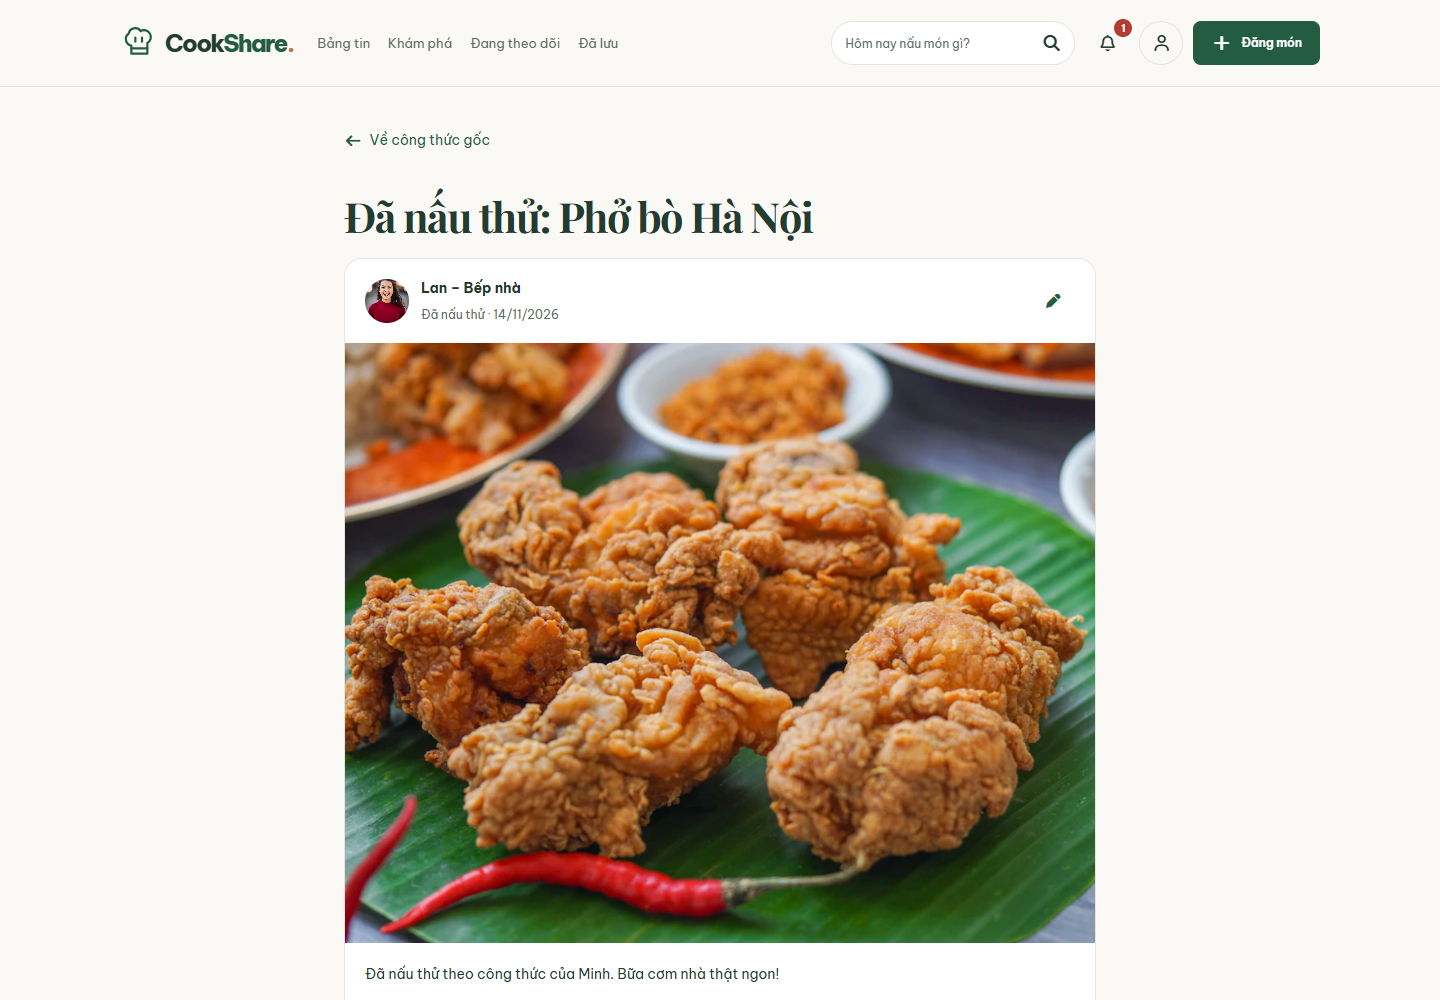 CookShare.
Bảng tin
Khám phá
Đang theo dõi
Đã lưu
Hôm nay nấu món gì?
1
Đăng món
Về công thức gốc
Đã nấu thử: Phở bò Hà Nội
Lan – Bếp nhà
Đã nấu thử · 14/11/2026
Đã nấu thử theo công thức của Minh. Bữa cơm nhà thật ngon!